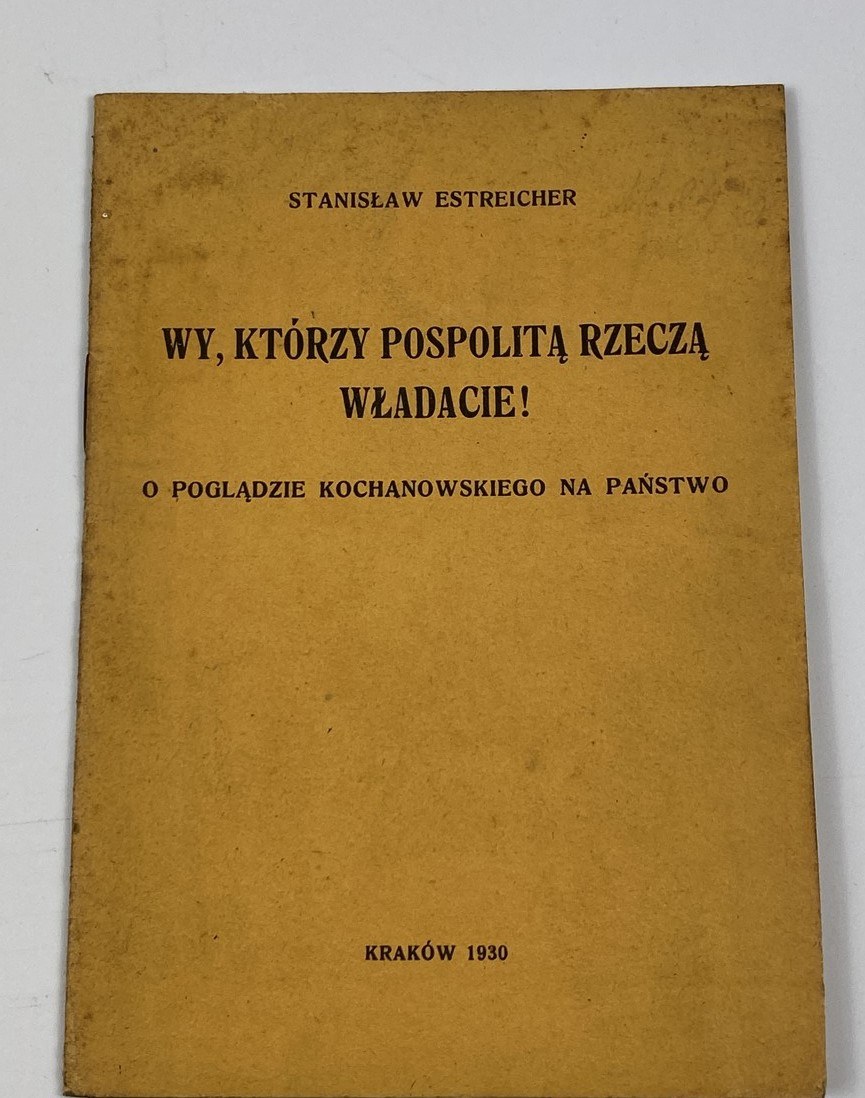 STANISŁAW ESTREICHER
WY, KTÓRZY POSPOLITĄ RZECZĄ
WŁADACIE!
O POGLĄDZIE KOCHANOWSKIEGO NA PAŃSTWO
KRAKÓW 1930